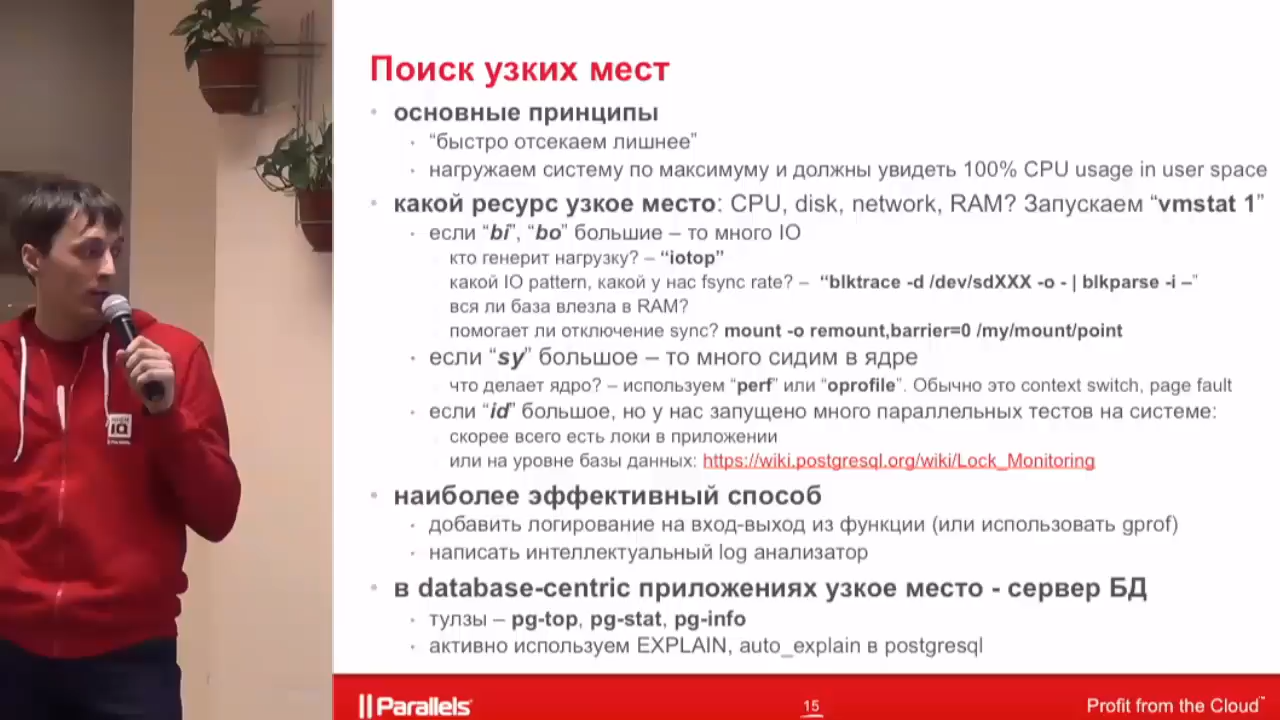 Поиск узких мест
основные принципы
“быстро отсекаем лишнее”
нагружаем систему по максимуму и должны увидеть 100% CPU usage in user space
какой ресурс узкое место: CPU, disk, network, RAM? Запускаем “vmstat 1”
если “bi”, “bo” большие – то много IO
кто генерит нагрузку? – “iotop”
какой IO pattern, какой у нас fsync rate? – “blktrace -d /dev/sdXXX -o - | blkparse -i –”
вся ли база влезла в RAM?
помогает ли отключение sync? mount -o remount,barrier=0 /my/mount/point
если “sy” большое – то много сидим в ядре
что делает ядро? – используем “perf” или “oprofile”. Обычно это context switch, page fault
если “id” большое, но у нас запущено много параллельных тестов на системе:
скорее всего есть локи в приложении
или на уровне базы данных: https://wiki.postgresql.org/wiki/Lock_Monitoring
наиболее эффективный способ
добавить логирование на вход-выход из функции (или использовать gprof)
написать интеллектуальный log анализатор
в database-centric приложениях узкое место - сервер БД
тулзы – pg-top, pg-stat, pg-info
активно используем EXPLAIN, auto_explain в postgresql
Parallels
15
Profit from the Cloud™